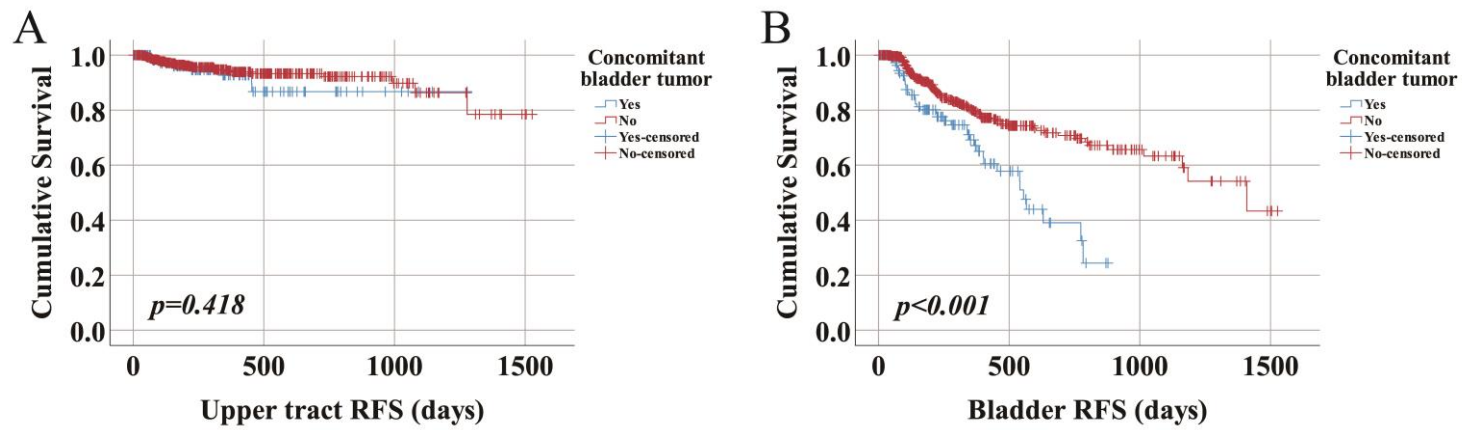 A
Cumulative Survival
1.0
0.8
0.6
0.4
0.2
0.0
p=0.418
0
500
1000
1500
Upper tract RFS (days)
Concomitant
bladder tumor
Yes
No
Yes-censored
No-censored
B
Cumulative Survival
1.0
0.8
0.6
0.4
0.2
0.0
p<0.001
0
500
1000
1500
Bladder RFS (days)
Concomitant
bladder tumor
Yes
No
Yes-censored
No-censored